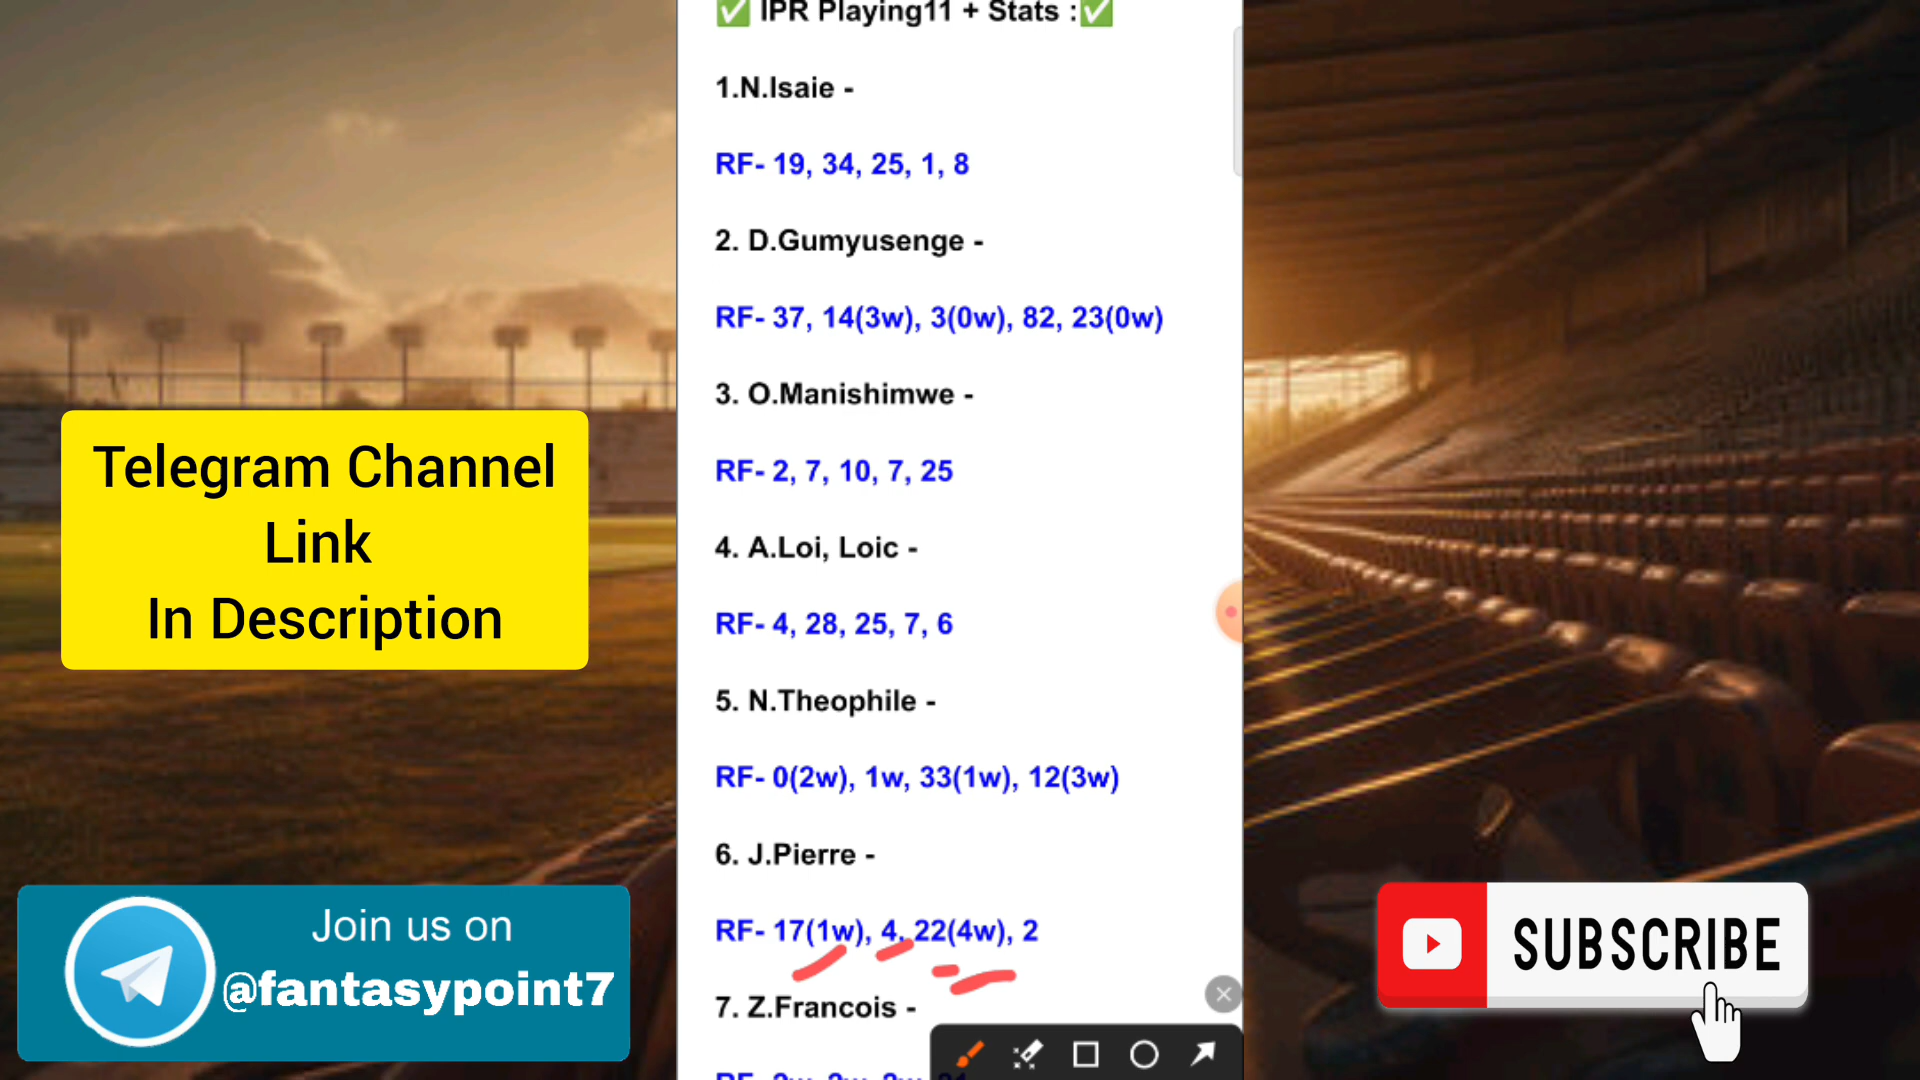 ✅ IPR Playing11 + Stats :✅
1.N.Isaie -
RF- 19, 34, 25, 1, 8
2. D.Gumyusenge -
RF- 37, 14(3w), 3(0w), 82, 23(0w)
3. O.Manishimwe -
RF- 2, 7, 10, 7, 25
4. A.Loi, Loic -
RF- 4, 28, 25, 7, 6
5. N.Theophile -
RF- 0(2w), 1w, 33(1w), 12(3w)
6. J.Pierre -
RF- 17(1w), 4, 22(4w), 2
7. Z.Francois -
Telegram Channel
Link
In Description
Join us on
@fantasypoint7
SUBSCRIBE